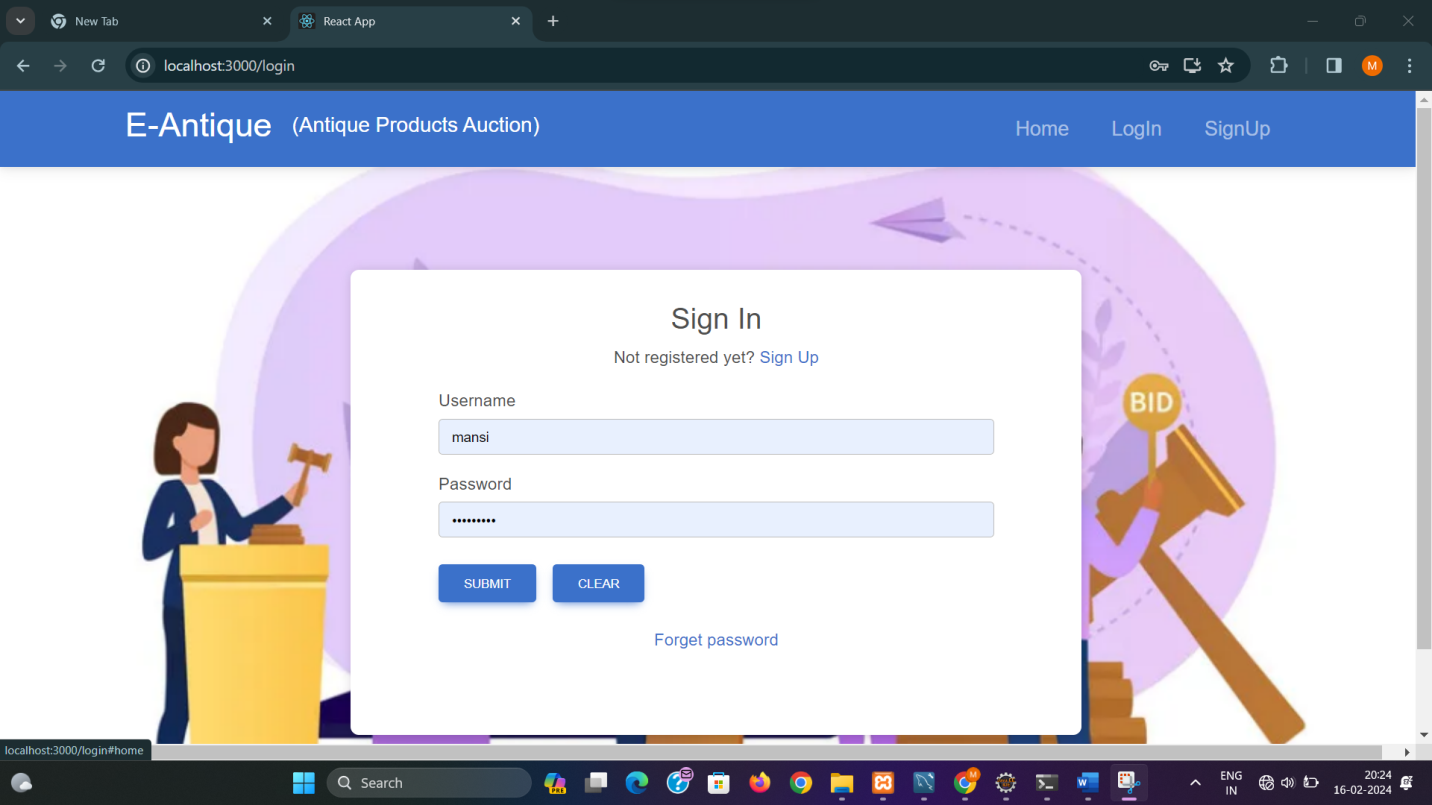 New Tab
React App
localhost:3000/login
M
E-Antique (Antique Products Auction)
Home LogIn SignUp
Sign In
Not registered yet? Sign Up
BID
Username
mansi
Password
•••••••••
SUBMIT CLEAR
Forget password
localhost:3000/login#home
Search
PRE
M
ENG
IN
20:24
16-02-2024